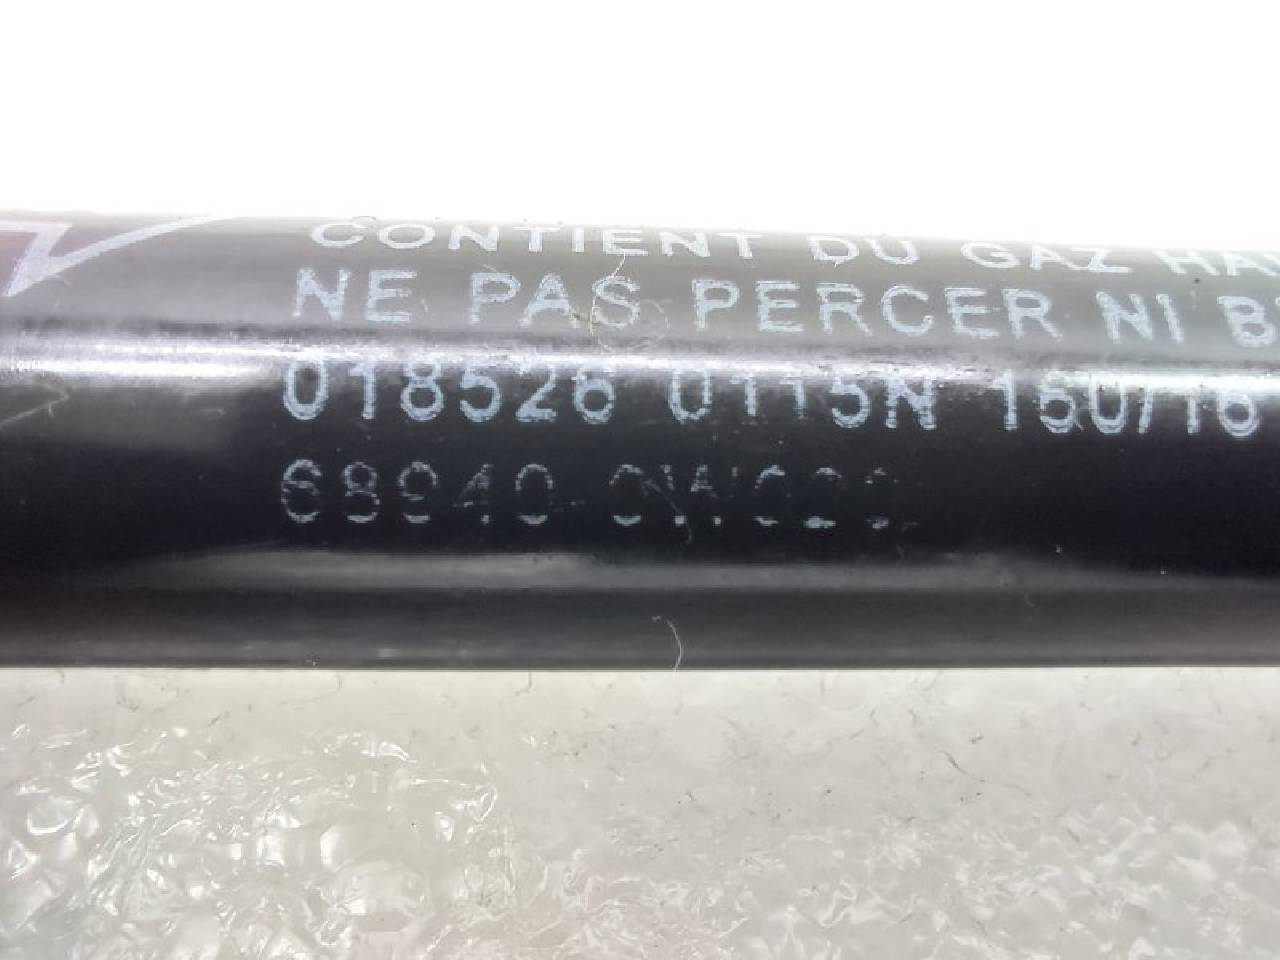 CONTIENT DU GAZ
NE PAS PERCER NI
018526 0115N 160/16
68940-0W020